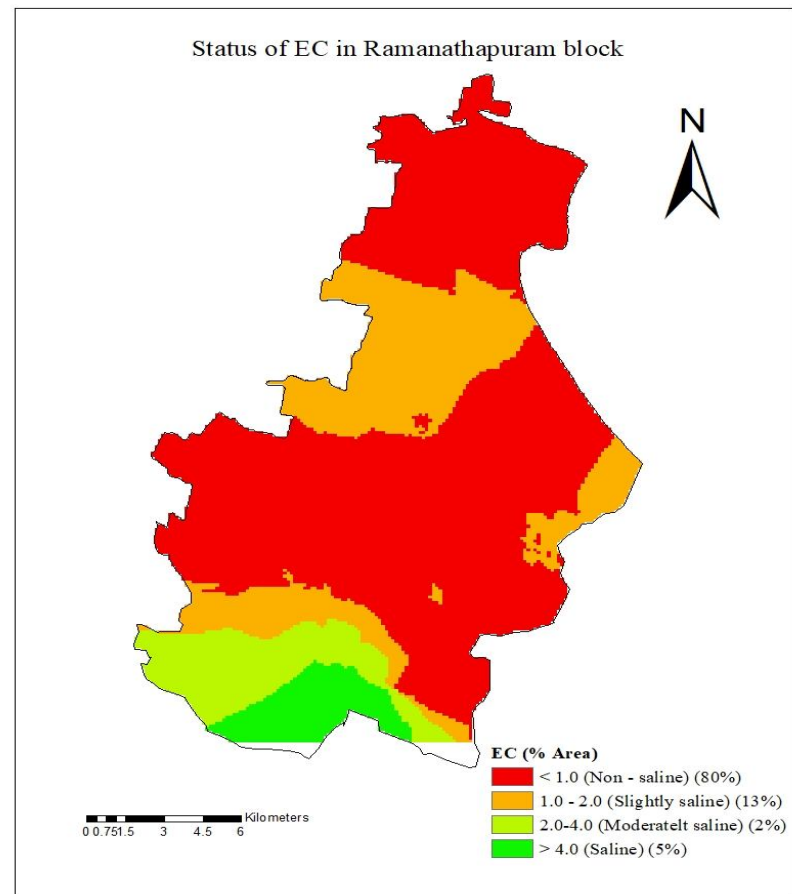 Status of EC in Ramanathapuram block
N
EC (% Area)
< 1.0 (Non - saline) (80%)
1.0 - 2.0 (Slightly saline) (13%)
2.0-4.0 (Moderatelt saline) (2%)
> 4.0 (Saline) (5%)
Kilometers
0 0.75 1.5 3 4.5 6